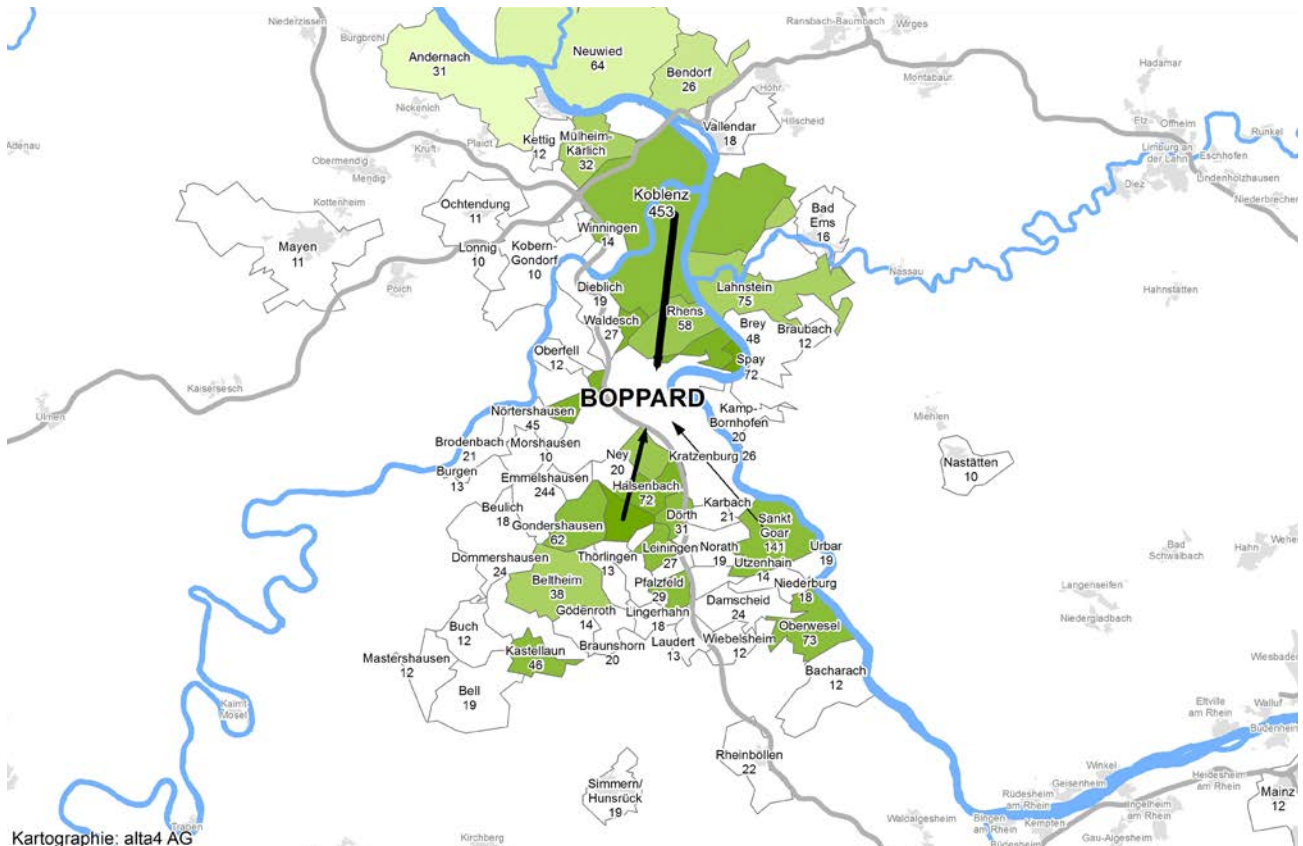 Niederzissen
Burgbrohl
Andernach
31
Neuwied
64
Bendorf
26
Ransbach-Baumbach
Wirges
Montabaur
Höhr
Hillscheid
Hadamar
Elz
Offheim
Limburg an
der Lahn
Diez
Runkel
Eschhofen
Lindenholzhausen
Niederbrechen
Adenau
Nickenich
Kruft
Plaidt
Obermendig
Mendig
Kottenheim
Kettig
12
Mülheim-
Kärlich
32
Vallendar
18
Koblenz
453
Ochtendung
11
Mayen
11
Lonnig
10
Kobern-
Gondorf
10
Winningen
14
Bad
Ems
16
Nassau
Hahnstätten
Polch
Dieblich
19
Lahnstein
75
Rhens
58
Waldesch
27
Brey
48
Braubach
12
Oberfell
12
Spay
72
Kaisersesch
Ulmen
BOPPARD
Nörtershausen
45
Kamp-
Bornhofen
20
Miehlen
Nastätten
10
Brodenbach
21
Morshausen
10
Burgen
13
Ney
20
Kratzenburg 26
Emmelshausen
244
Halsenbach
72
Beulich
18
Gondershausen
62
Dörth
31
Karbach
21
Sankt
Goar
141
Urbar
19
Dommershausen
24
Thörlingen
13
Leiningen
27
Norath
19
Utzenhain
14
Niederburg
18
Beltheim
38
Pfalzfeld
29
Gödenroth
14
Lingerhahn
18
Damscheid
24
Oberwesel
73
Buch
12
Kastellaun
46
Braunshorn
20
Laudert
13
Wiebelsheim
12
Mastershausen
12
Bell
19
Bacharach
12
Bad
Schwalbach
Hahn
Langenseifen
Niedergladbach
Wiesbaden
Kaimt
Mosel
Eltville
am Rhein
Walluf
Budenheim
Rheinböllen
22
Simmern/
Hunsrück
19
Winkel
Geisenheim
Rüdesheim
am Rhein
Heidesheim
am Rhein
Mainz
12
Ingelheim
am Rhein
Bingen
am Rhein
Kempten
Büdesheim
Gau-Algesheim
Waldalgesheim
Traben
Kirchberg
Kartographie: alta4 AG